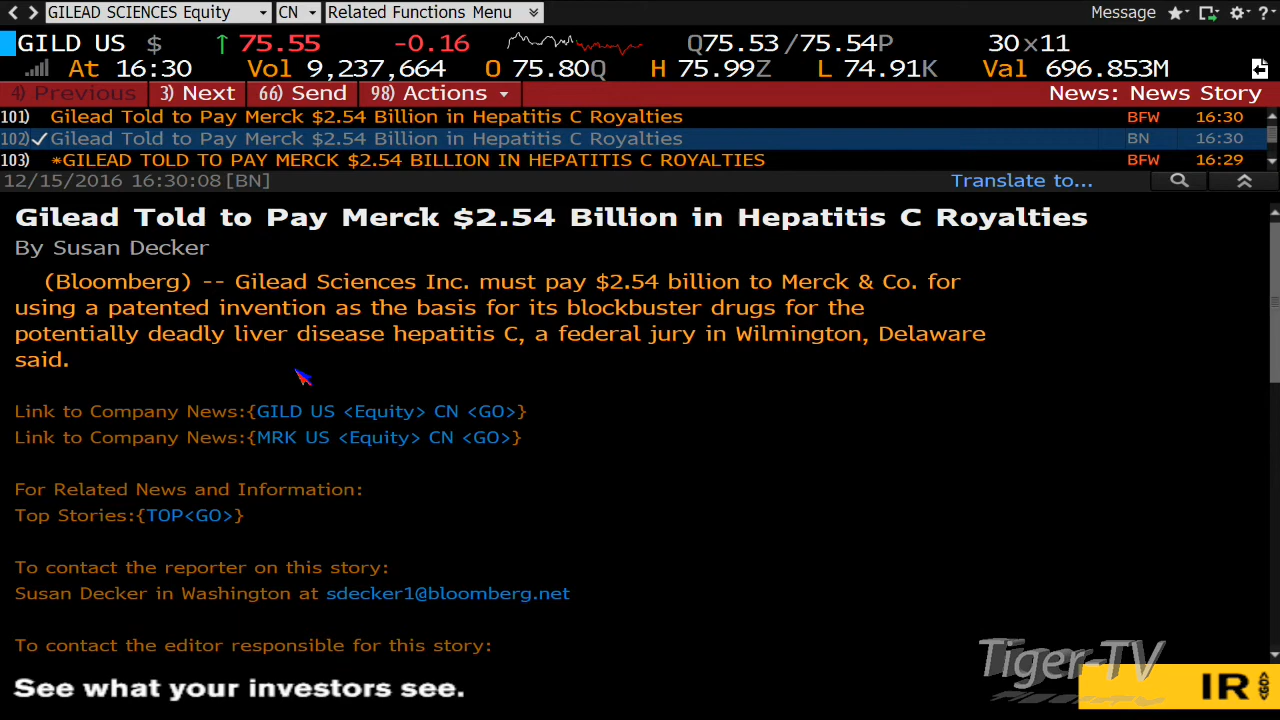 GILEAD SCIENCES Equity CN Related Functions Menu Message
GILD US $ ↑ 75.55 -0.16 Q75.53 /75.54P 30 x11
At 16:30 Vol 9,237,664 O 75.80Q H 75.99Z L 74.91K Val 696.853M
4) Previous 3) Next 66) Send 98) Actions News: News Story
101) Gilead Told to Pay Merck $2.54 Billion in Hepatitis C Royalties BFW 16:30
102) Gilead Told to Pay Merck $2.54 Billion in Hepatitis C Royalties BN 16:30
103) *GILEAD TOLD TO PAY MERCK $2.54 BILLION IN HEPATITIS C ROYALTIES BFW 16:29
12/15/2016 16:30:08 [BN] Translate to...
Gilead Told to Pay Merck $2.54 Billion in Hepatitis C Royalties
By Susan Decker
(Bloomberg) -- Gilead Sciences Inc. must pay $2.54 billion to Merck & Co. for
using a patented invention as the basis for its blockbuster drugs for the
potentially deadly liver disease hepatitis C, a federal jury in Wilmington, Delaware
said.
Link to Company News:{GILD US <Equity> CN <GO>}
Link to Company News:{MRK US <Equity> CN <GO>}
For Related News and Information:
Top Stories:{TOP<GO>}
To contact the reporter on this story:
Susan Decker in Washington at sdecker1@bloomberg.net
To contact the editor responsible for this story:
Tiger-TV
See what your investors see. IR